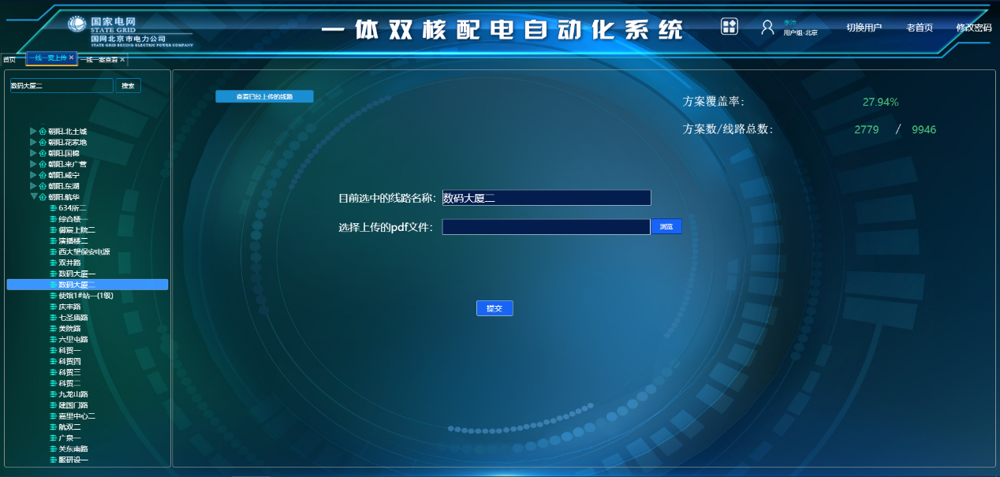 国家电网
STATE GRID
国网北京市电力公司
STATE GRID BEIJING ELECTRIC POWER COMPANY
一体双核配电自动化系统
用户组:北京
切换用户
老首页
修改密码
首页
一线一案上传 ×
一线一案查看 ×
数码大厦二
搜索
朝阳.北土城
朝阳.花家地
朝阳.国棉
朝阳.来广营
朝阳.咸宁
朝阳.东湖
朝阳.航华
634所二
综合楼一
御宸上院二
演播楼二
西大望保安电源
双井路
数码大厦一
数码大厦二
使馆1#站一(1级)
庆丰路
七圣庙路
美院路
六里屯路
科贸一
科贸四
科贸三
科贸二
九龙山路
建国门路
嘉里中心二
航双二
广泉一
关东南路
服研设一
查看已经上传的线路
方案覆盖率: 27.94%
方案数/线路总数: 2779 / 9946
目前选中的线路名称: 数码大厦二
选择上传的pdf文件: 浏览
提交